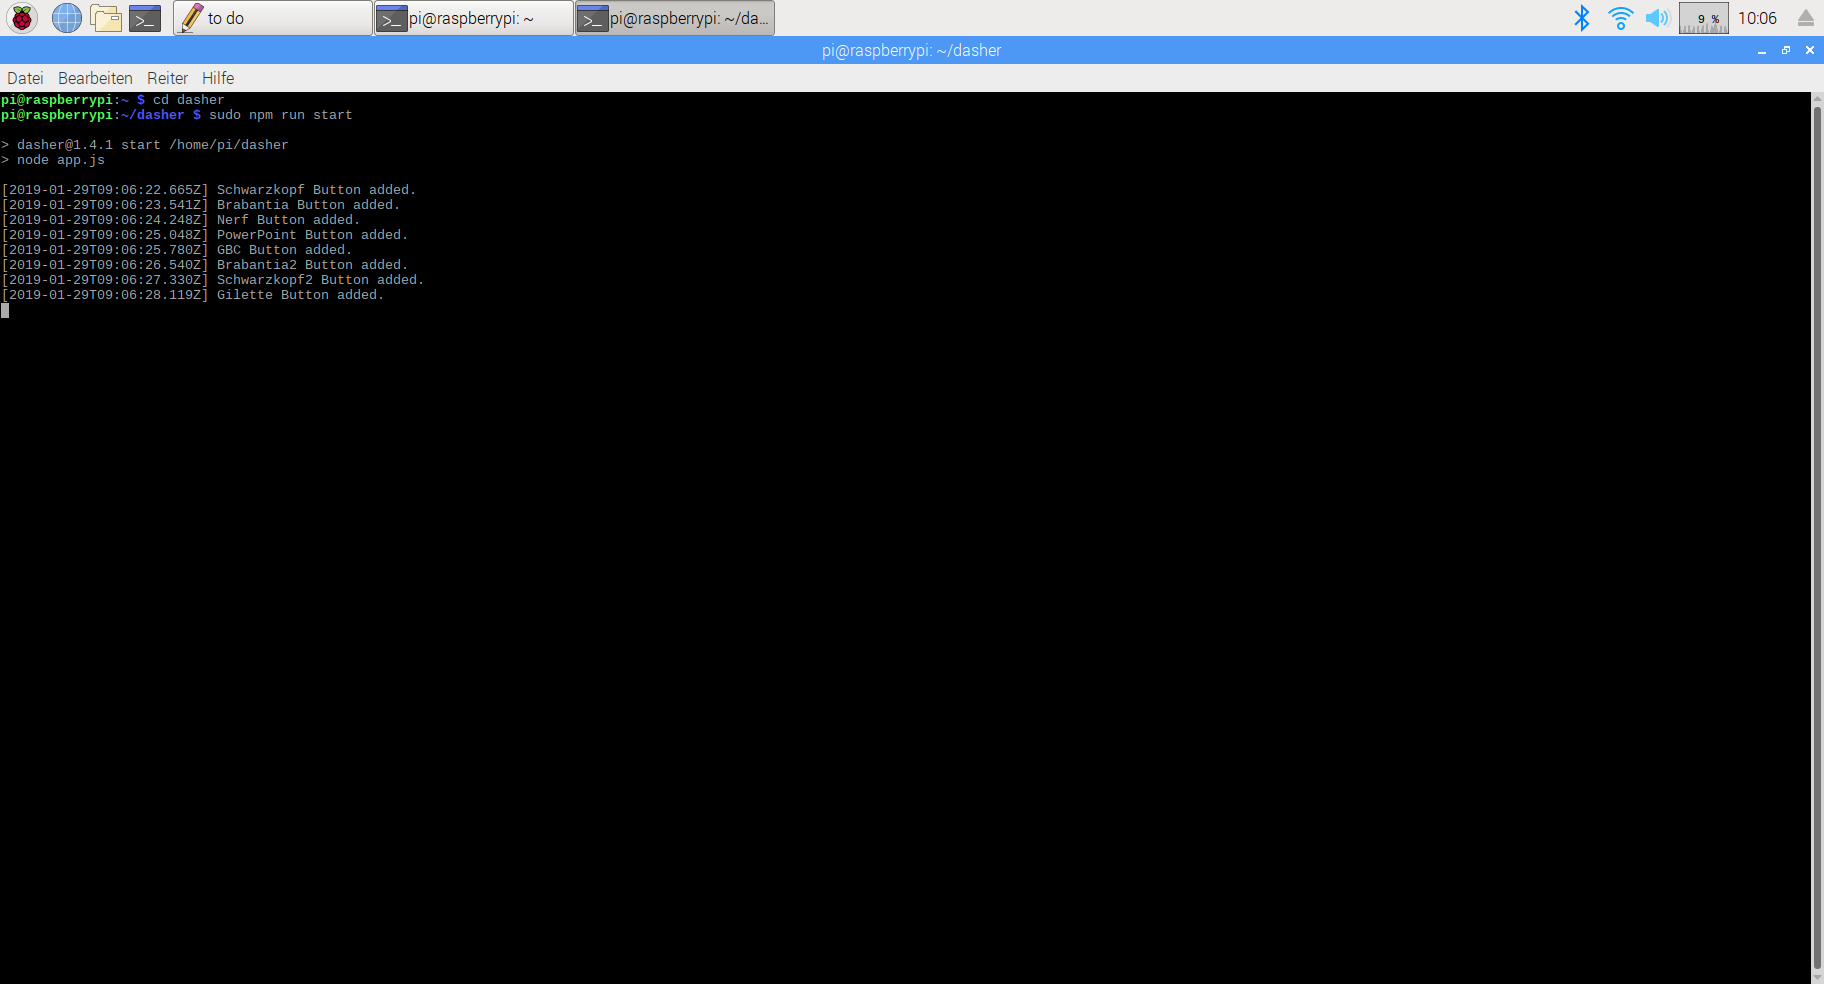 to do
pi@raspberrypi: ~
pi@raspberrypi: ~/da...
9 %
10:06
pi@raspberrypi: ~/dasher
Datei Bearbeiten Reiter Hilfe
pi@raspberrypi:~ $ cd dasher
pi@raspberrypi:~/dasher $ sudo npm run start
> dasher@1.4.1 start /home/pi/dasher
> node app.js
[2019-01-29T09:06:22.665Z] Schwarzkopf Button added.
[2019-01-29T09:06:23.541Z] Brabantia Button added.
[2019-01-29T09:06:24.248Z] Nerf Button added.
[2019-01-29T09:06:25.048Z] PowerPoint Button added.
[2019-01-29T09:06:25.780Z] GBC Button added.
[2019-01-29T09:06:26.540Z] Brabantia2 Button added.
[2019-01-29T09:06:27.330Z] Schwarzkopf2 Button added.
[2019-01-29T09:06:28.119Z] Gilette Button added.